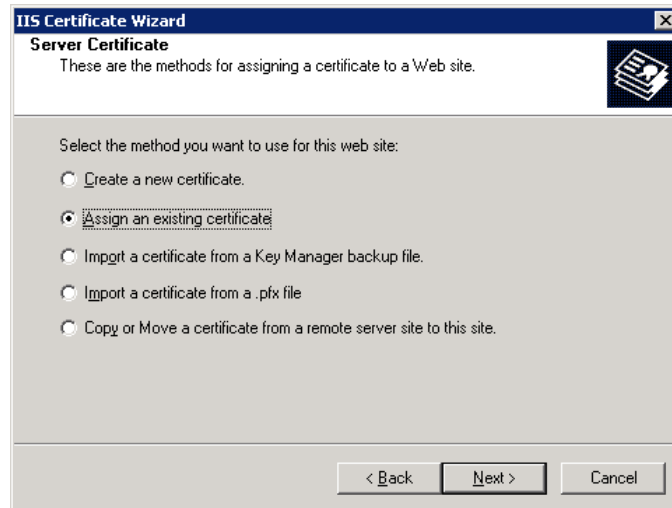 IIS Certificate Wizard
Server Certificate
These are the methods for assigning a certificate to a Web site.
Select the method you want to use for this web site:
Create a new certificate.
Assign an existing certificate
Import a certificate from a Key Manager backup file.
Import a certificate from a .pfx file
Copy or Move a certificate from a remote server site to this site.
< Back Next > Cancel